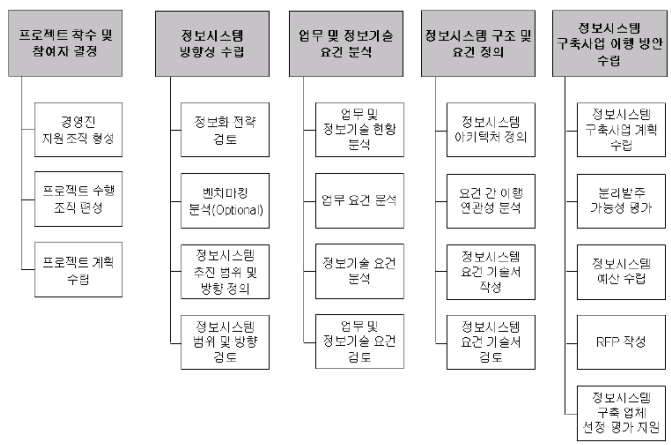 프로젝트 착수 및
참여자 결정
경영진
지원조직 형성
프로젝트 수행
조직 편성
프로젝트 계획
수립
정보시스템
방향성 수립
정보화 전략
검토
벤치마킹
분석(Optional)
정보시스템
추진 범위 및
방향 정의
정보시스템
범위 및 방향
검토
업무 및 정보기술
요건 분석
업무 및
정보기술 현황
분석
업무 요건 분석
정보기술 요건
분석
업무 및
정보기술 요건
검토
정보시스템 구조 및
요건 정의
정보시스템
아키텍처 정의
요건 간 이행
연관성 분석
정보시스템
요건 기술서
작성
정보시스템
요건 기술서
검토
정보시스템
구축사업 이행 방안
수립
정보시스템
구축사업 계획
수립
분리발주
가능성 평가
정보시스템
예산 수립
RFP 작성
정보시스템
구축 업체
선정 평가 지원